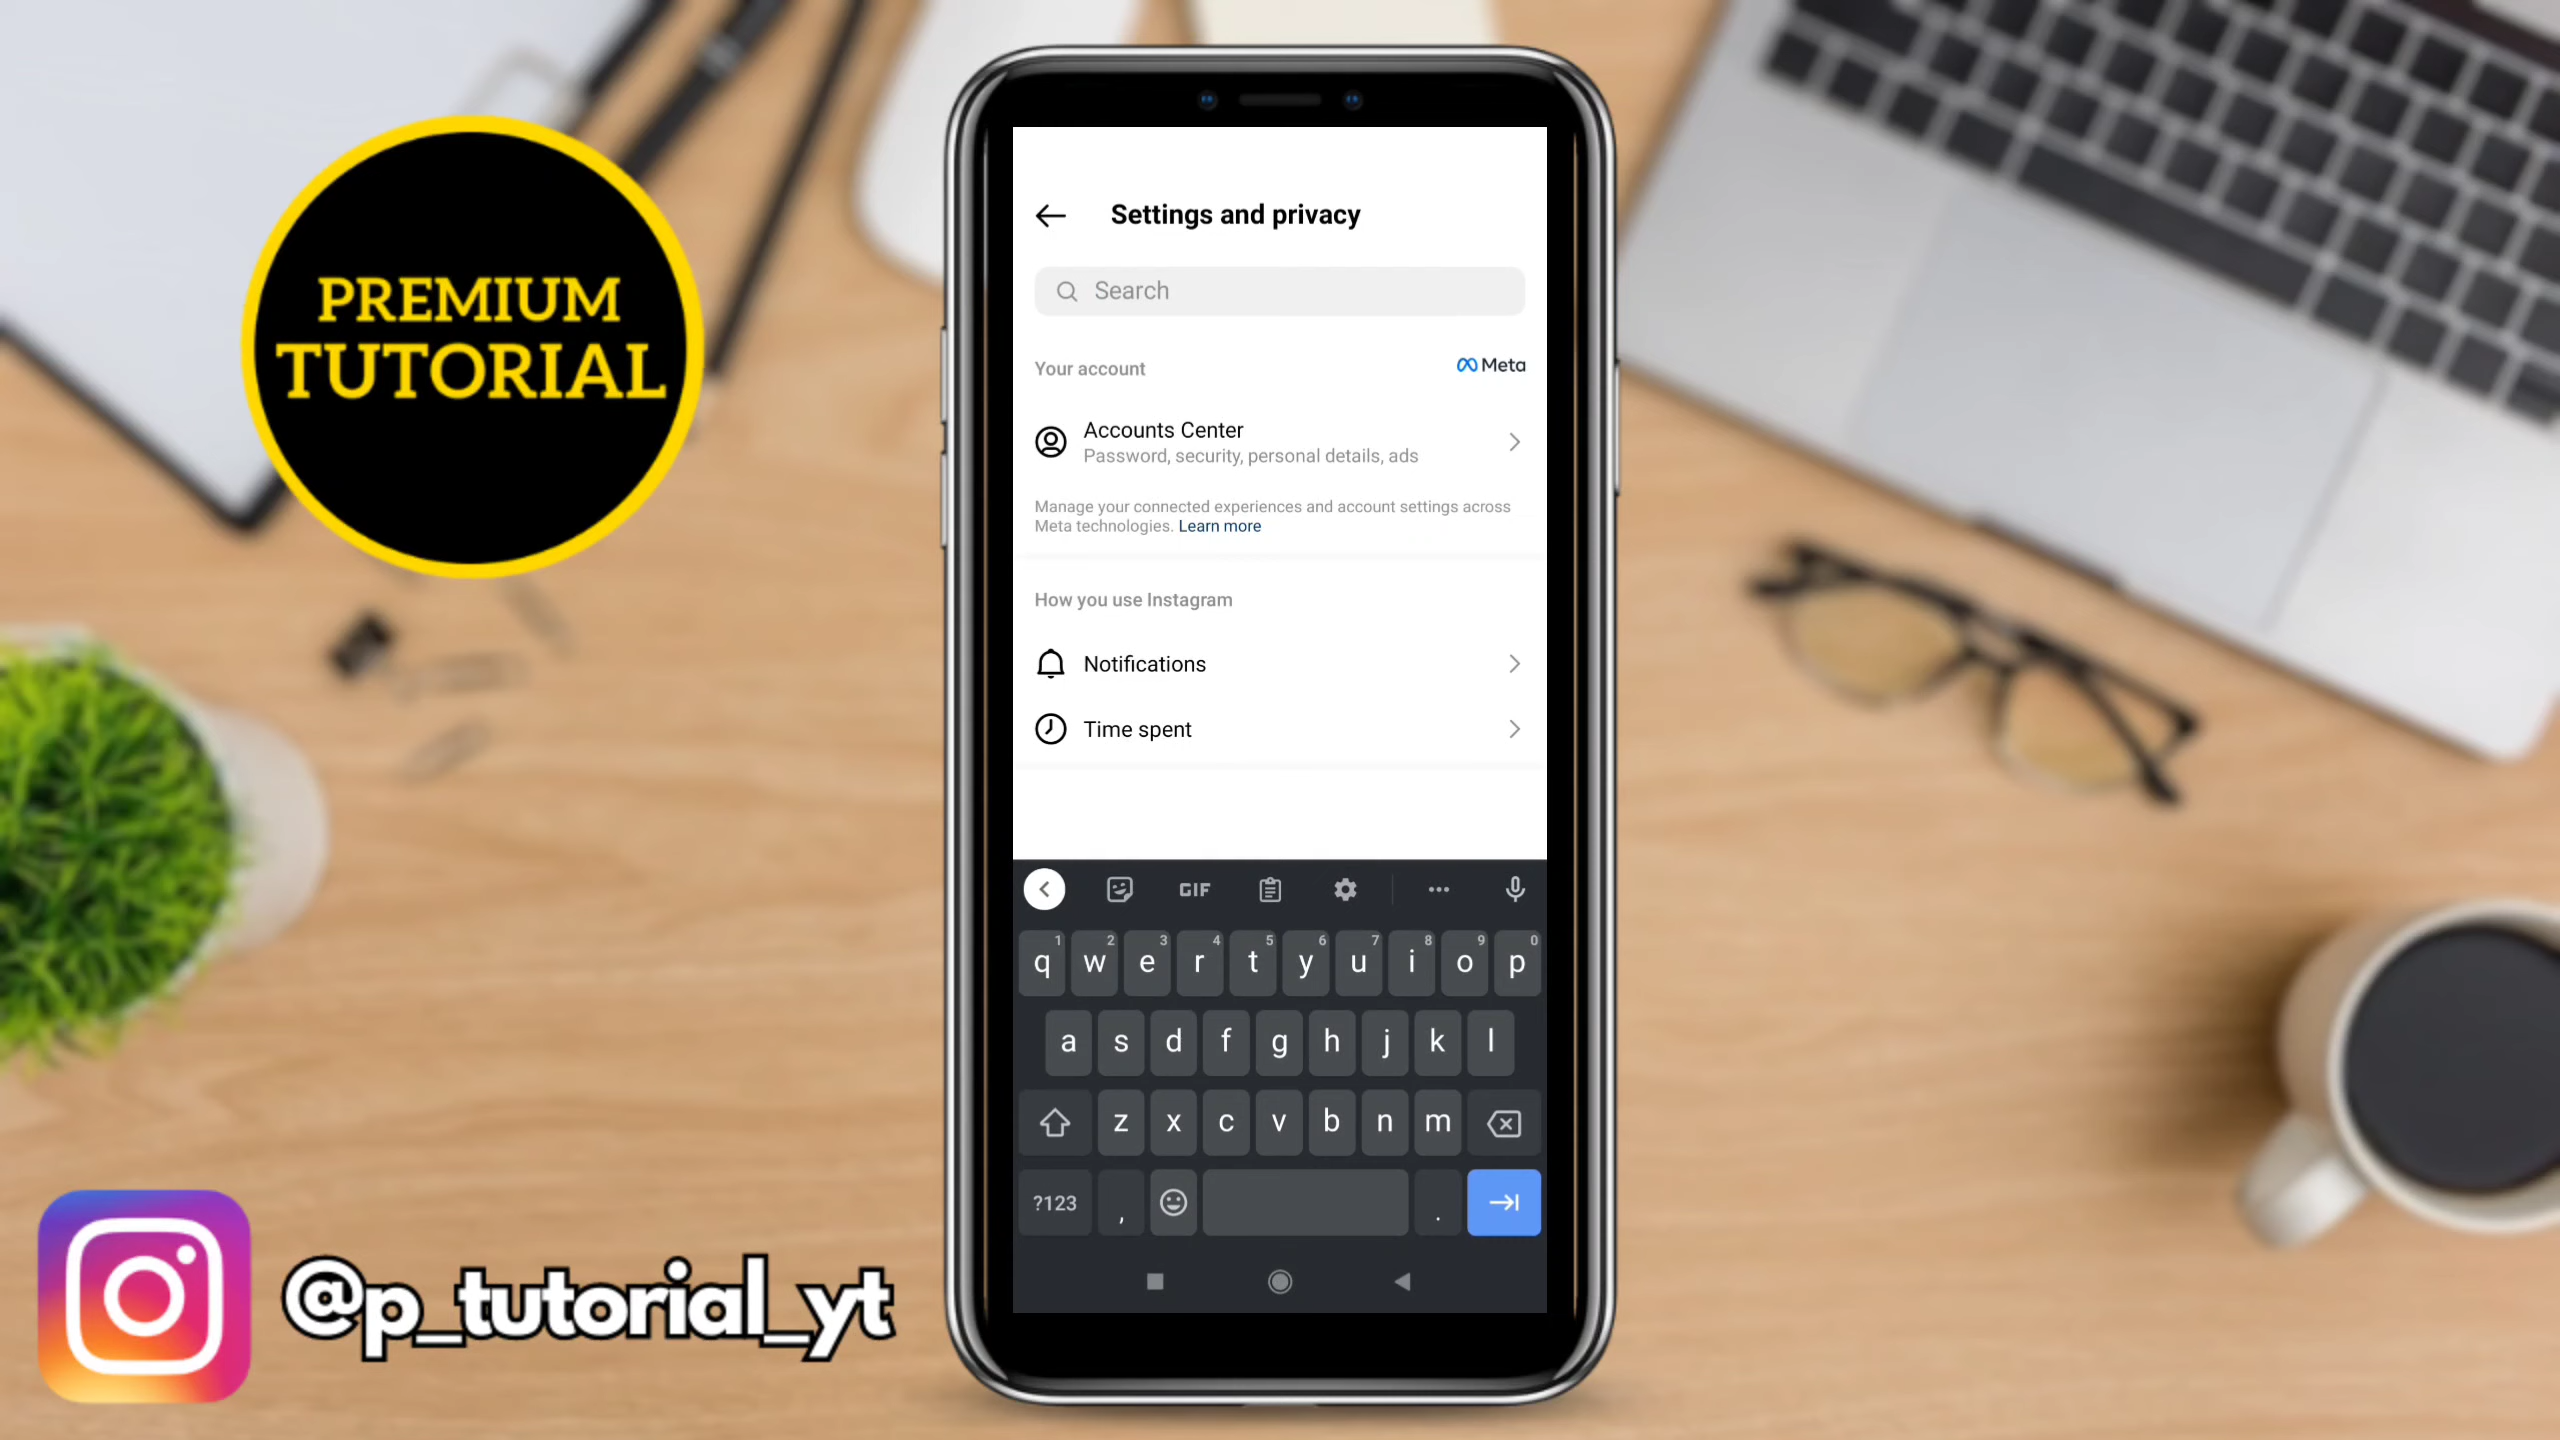 PREMIUM
TUTORIAL
@p_tutorial_yt
Settings and privacy
Search
Your account
Meta
Accounts Center
Password, security, personal details, ads
Manage your connected experiences and account settings across
Meta technologies. Learn more
How you use Instagram
Notifications
Time spent
GIF
1 2 3 4 5 6 7 8 9 0
q w e r t y u i o p
a s d f g h j k l
z x c v b n m
?123 , .